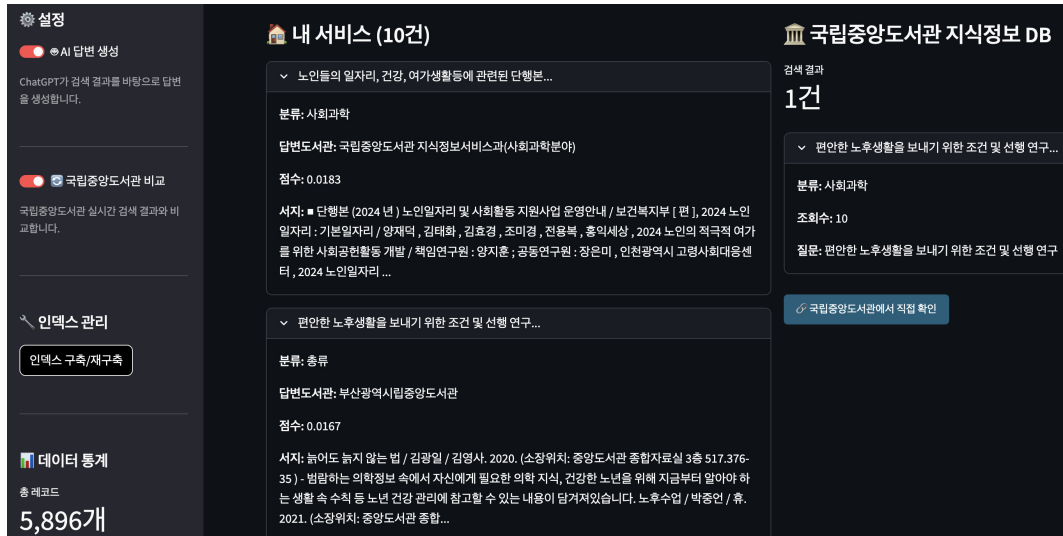 설정
AI 답변 생성
ChatGPT가 검색 결과를 바탕으로 답변
을 생성합니다.
국립중앙도서관 비교
국립중앙도서관 실시간 검색 결과와 비
교합니다.
인덱스 관리
인덱스 구축/재구축
데이터 통계
총 레코드
5,896개
내 서비스 (10건)
노인들의 일자리, 건강, 여가생활등에 관련된 단행본...
분류: 사회과학
답변도서관: 국립중앙도서관 지식정보서비스과(사회과학분야)
점수: 0.0183
서지: ■ 단행본 (2024 년 ) 노인일자리 및 사회활동 지원사업 운영안내 / 보건복지부 [ 편 ], 2024 노인
일자리 : 기본일자리 / 양재덕 , 김태화 , 김효경 , 조미경 , 전용복 , 홍익세상 , 2024 노인의 적극적 여가
를 위한 사회공헌활동 개발 / 책임연구원 : 양지훈 ; 공동연구원 : 장은미 , 인천광역시 고령사회대응센
터 , 2024 노인일자리 ...
편안한 노후생활을 보내기 위한 조건 및 선행 연구...
분류: 총류
답변도서관: 부산광역시립중앙도서관
점수: 0.0167
서지: 늙어도 늙지 않는 법 / 김광일 / 김영사. 2020. (소장위치: 중앙도서관 종합자료실 3층 517.376-
35 ) - 범람하는 의학정보 속에서 자신에게 필요한 의학 지식, 건강한 노년을 위해 지금부터 알아야 하
는 생활 속 수칙 등 노년 건강 관리에 참고할 수 있는 내용이 담겨져있습니다. 노후수업 / 박중언 / 휴.
2021. (소장위치: 중앙도서관 종합...
국립중앙도서관 지식정보 DB
검색 결과
1건
편안한 노후생활을 보내기 위한 조건 및 선행 연구...
분류: 사회과학
조회수: 10
질문: 편안한 노후생활을 보내기 위한 조건 및 선행 연구
국립중앙도서관에서 직접 확인